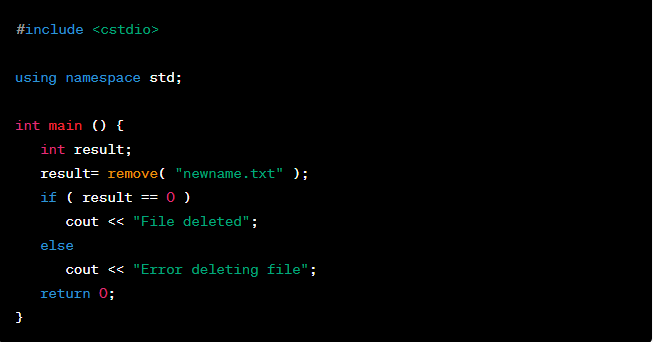 #include <cstdio>
using namespace std;
int main () {
int result;
result= remove( "newname.txt" );
if ( result == 0 )
cout << "File deleted";
else
cout << "Error deleting file";
return 0;
}